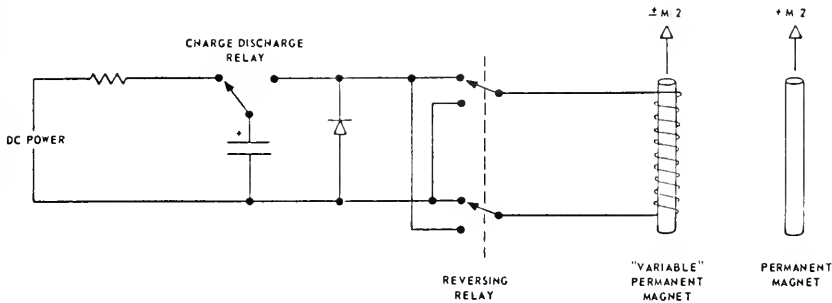 ± M 2
+ M 2
CHARGE DISCHARGE
RELAY
+
DC POWER
REVERSING
RELAY
"VARIABLE"
PERMANENT
MAGNET
PERMANENT
MAGNET